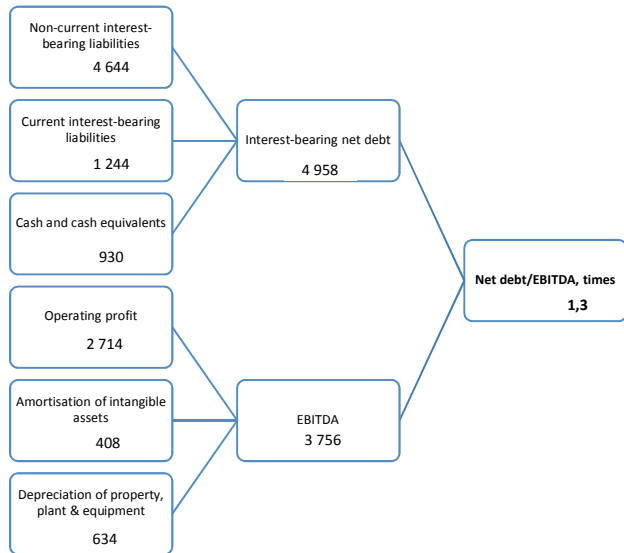 Non-current interest-
bearing liabilities
4 644
Current interest-bearing
liabilities
1 244
Cash and cash equivalents
930
Interest-bearing net debt
4 958
Operating profit
2 714
Amortisation of intangible
assets
408
Depreciation of property,
plant & equipment
634
EBITDA
3 756
Net debt/EBITDA, times
1,3